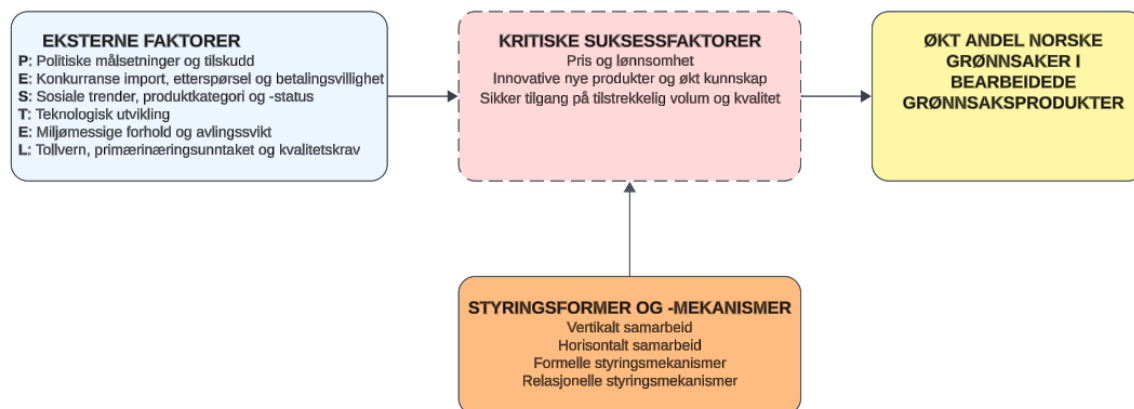 EKSTERNE FAKTORER
P: Politiske målsetninger og tilskudd
E: Konkurranse import, etterspørsel og betalingsvillighet
S: Sosiale trender, produktkategori og -status
T: Teknologisk utvikling
E: Miljømessige forhold og avlingssvikt
L: Tollvern, primærinæringsunntaket og kvalitetskrav
KRITISKE SUKSESSFAKTORER
Pris og lønnsomhet
Innovative nye produkter og økt kunnskap
Sikker tilgang på tilstrekkelig volum og kvalitet
ØKT ANDEL NORSKE
GRØNNSAKER I
BEARBEIDEDE
GRØNNSAKSPRODUKTER
STYRINGSFORMER OG -MEKANISMER
Vertikalt samarbeid
Horisontalt samarbeid
Formelle styringsmekanismer
Relasjonelle styringsmekanismer